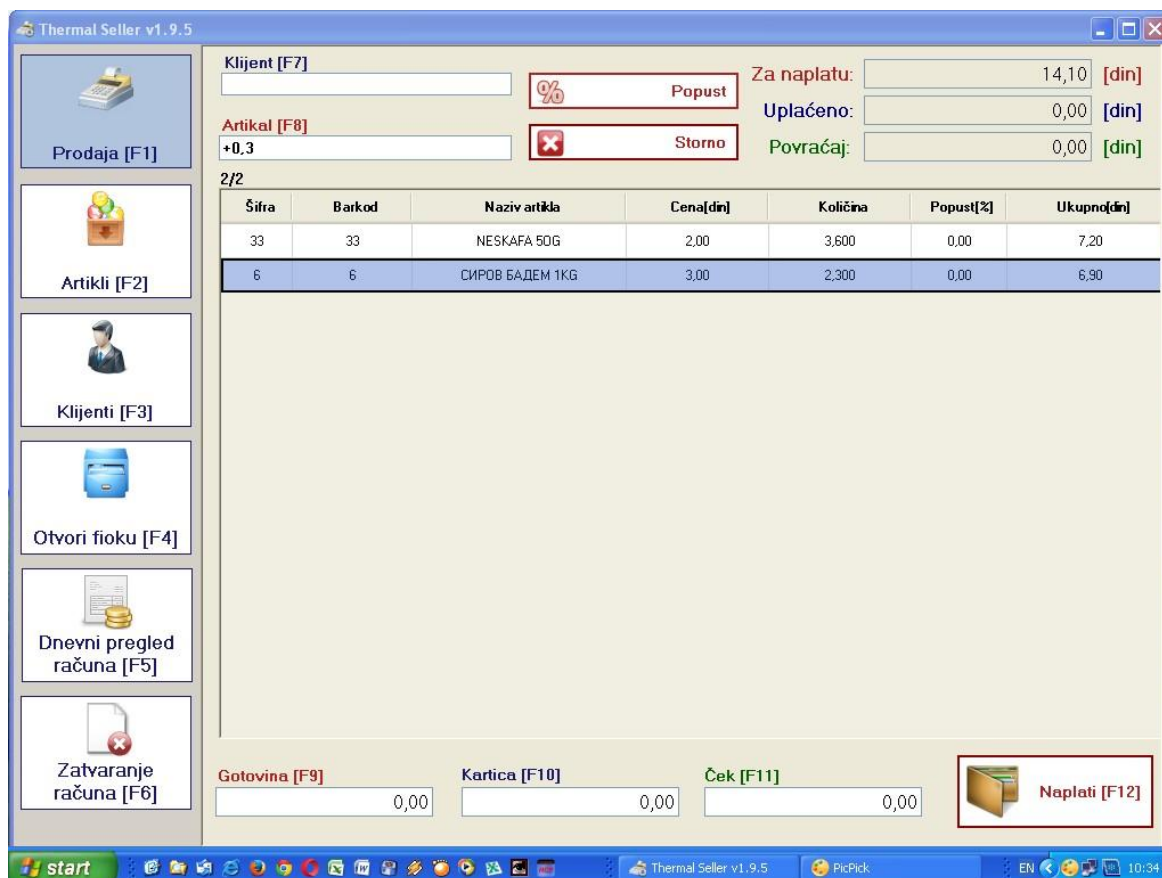 Thermal Seller v1.9.5
Prodaja [F1]
Artikli [F2]
Klijenti [F3]
Otvori fioku [F4]
Dnevni pregled
računa [F5]
Zatvaranje
računa [F6]
Klijent [F7]
Artikal [F8]
+0,3
% Popust
Storno
Za naplatu: 14,10 [din]
Uplaćeno: 0,00 [din]
Povraćaj: 0,00 [din]
2/2
Šifra Barkod Naziv artikla Cena[din] Količina Popust[%] Ukupno[din]
33 33 NESKAFA 50G 2,00 3,600 0,00 7,20
6 6 СИРОВ БАДЕМ 1KG 3,00 2,300 0,00 6,90
Gotovina [F9] Kartica [F10] Ček [F11]
0,00 0,00 0,00
Naplati [F12]
start Thermal Seller v1.9.5 PicPick EN 10:34